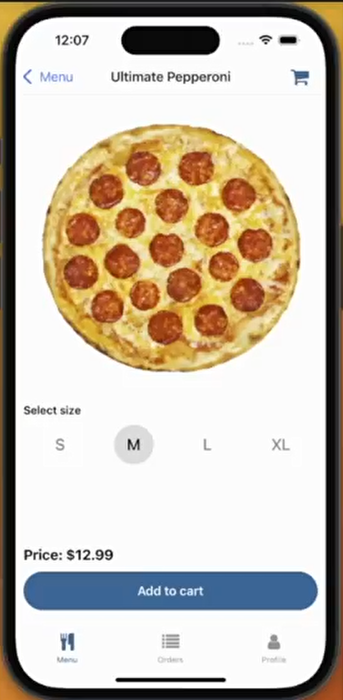 12:07
Menu Ultimate Pepperoni
Select size
S M L XL
Price: $12.99
Add to cart
Menu Orders Profile